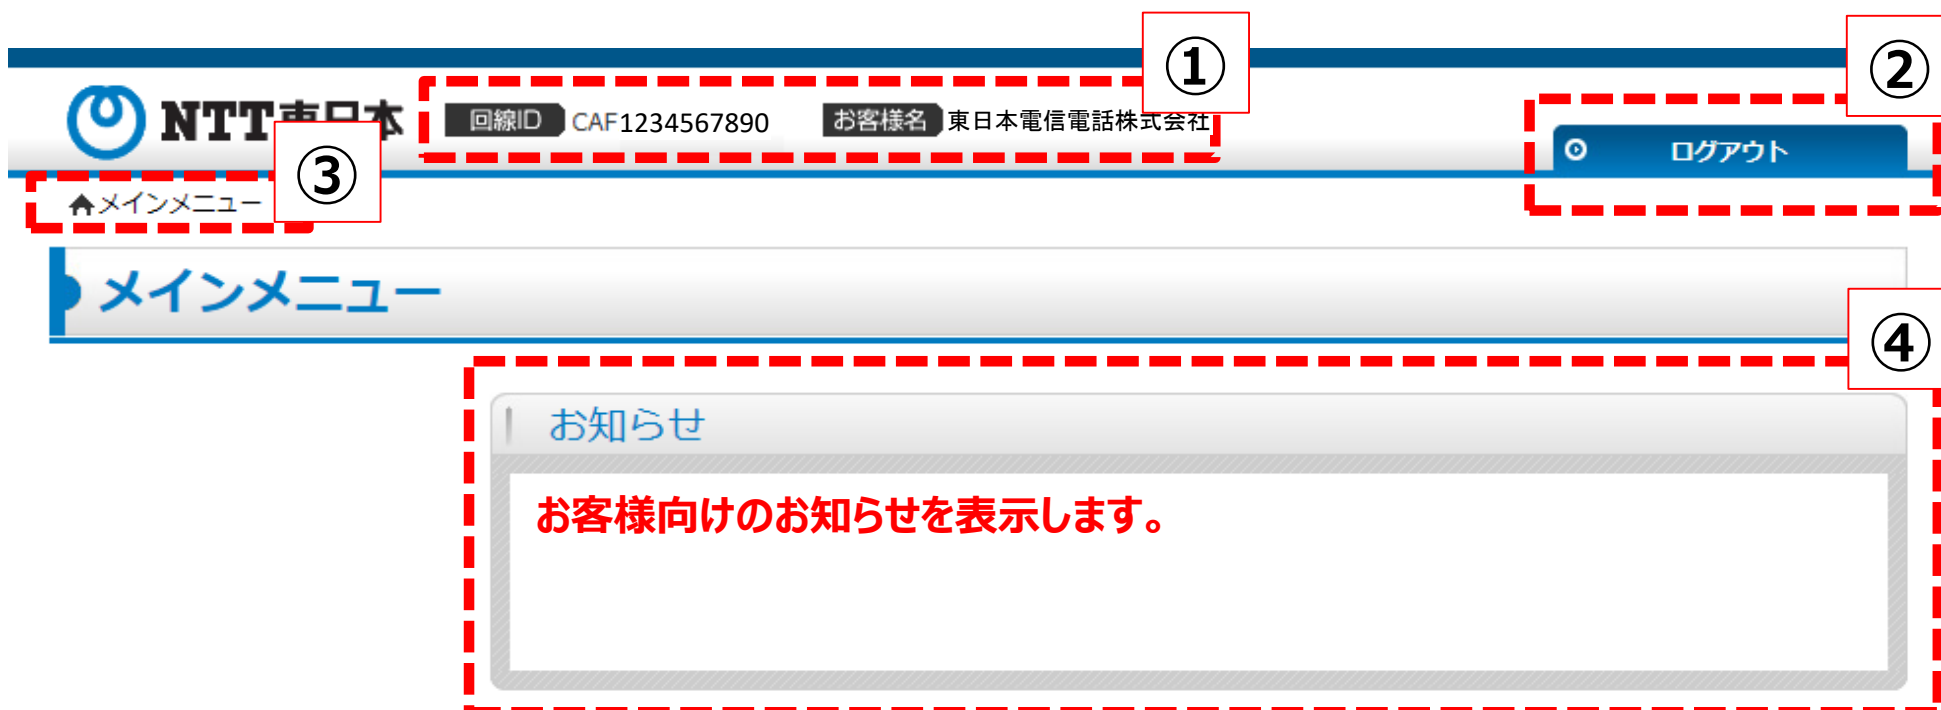 ①
②
NTT東日本 回線ID CAF1234567890 お客様名 東日本電信電話株式会社
ログアウト
③
メインメニュー
メインメニュー
④
お知らせ
お客様向けのお知らせを表示します。